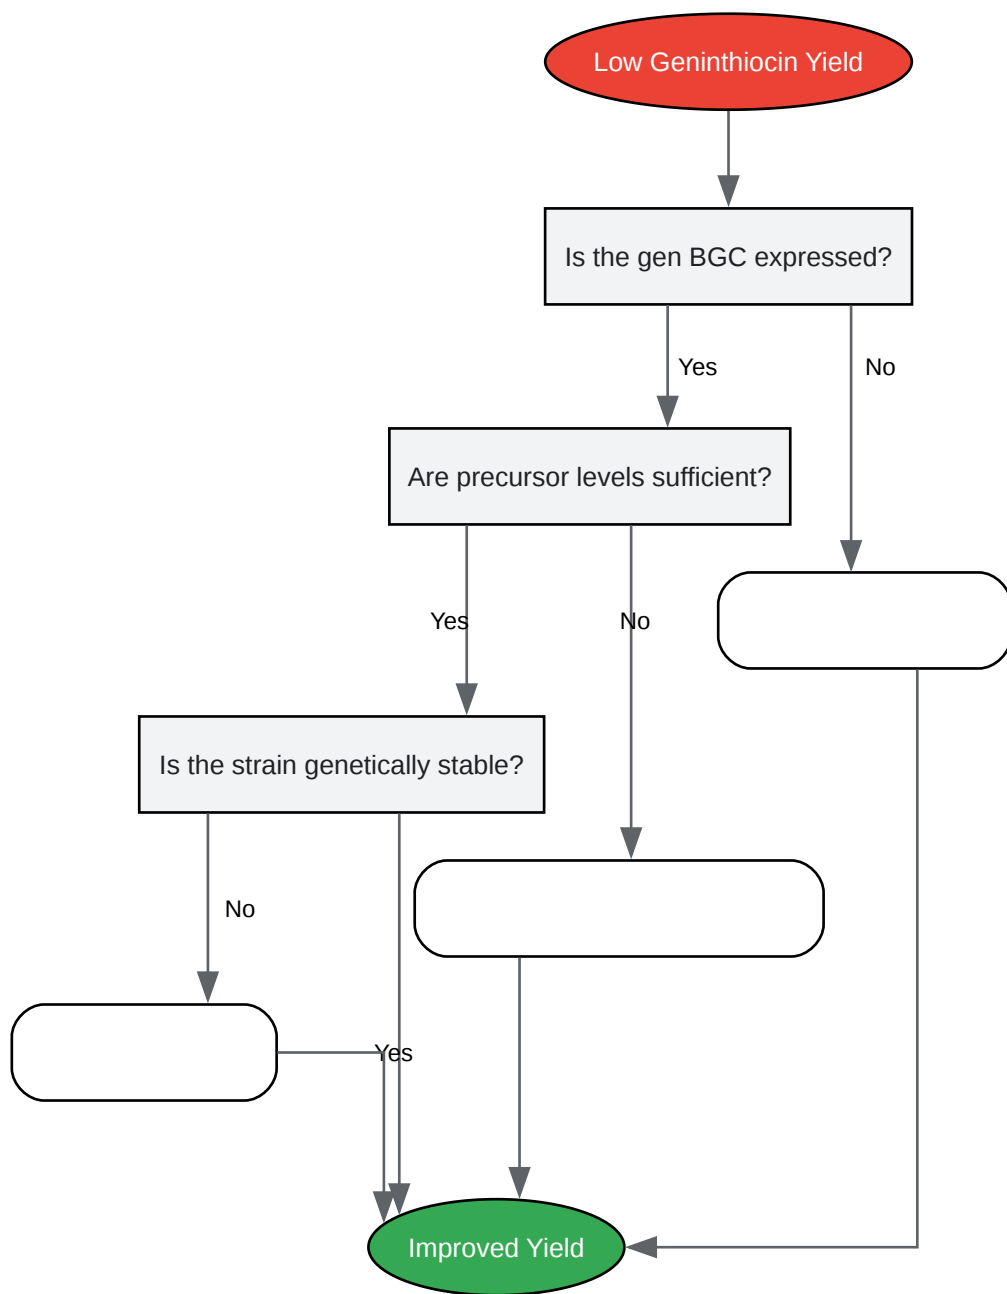 Low Geninthiocin Yield
Is the gen BGC expressed?
Yes
No
Are precursor levels sufficient?
Yes
No
Is the strain genetically stable?
No
Yes
Improved Yield